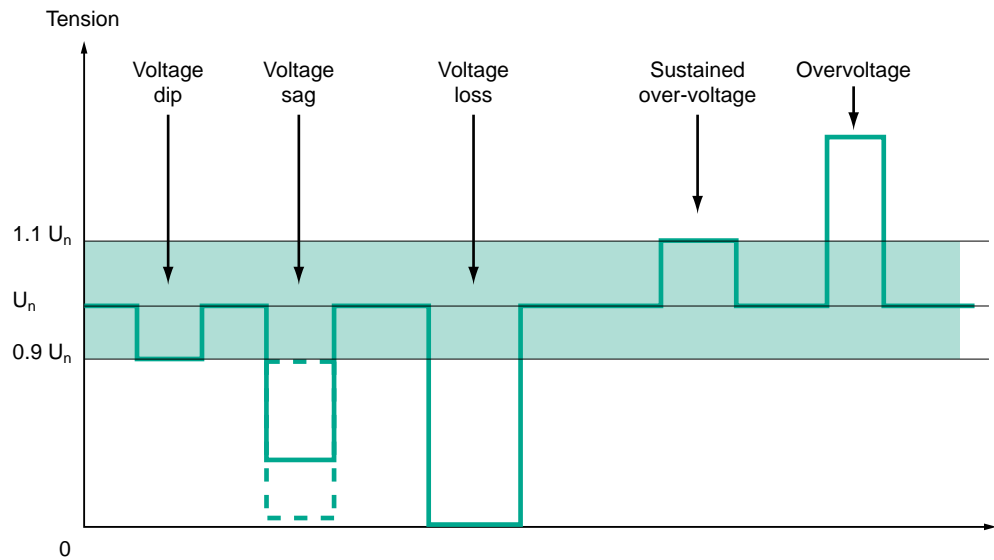 Tension
Voltage
dip
Voltage
sag
Voltage
loss
Sustained
over-voltage
Overvoltage
1.1 Un
Un
0.9 Un
0